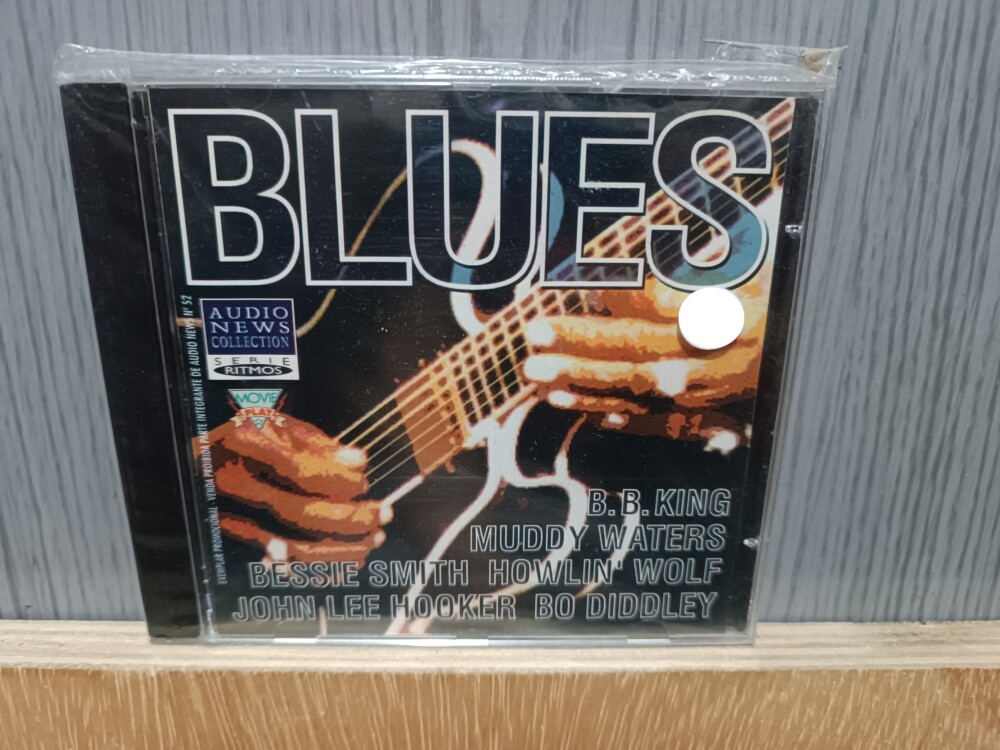 BLUES
AUDIO
NEWS
COLLECTION
SERIE
RITMOS
MOVIE
PLAY
EXEMPLAR PROMOCIONAL - VENDA PROIBIDA PARTE INTEGRANTE DE AUDIO NEWS Nº 52
B.B. KING
MUDDY WATERS
BESSIE SMITH HOWLIN' WOLF
JOHN LEE HOOKER BO DIDDLEY